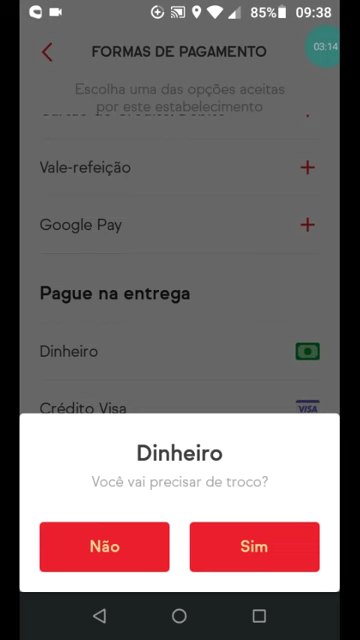 85% 09:38
FORMAS DE PAGAMENTO
03:14
Escolha uma das opções aceitas
por este estabelecimento
Vale-refeição
Google Pay
Pague na entrega
Dinheiro
Crédito Visa
VISA
Dinheiro
Você vai precisar de troco?
Não
Sim